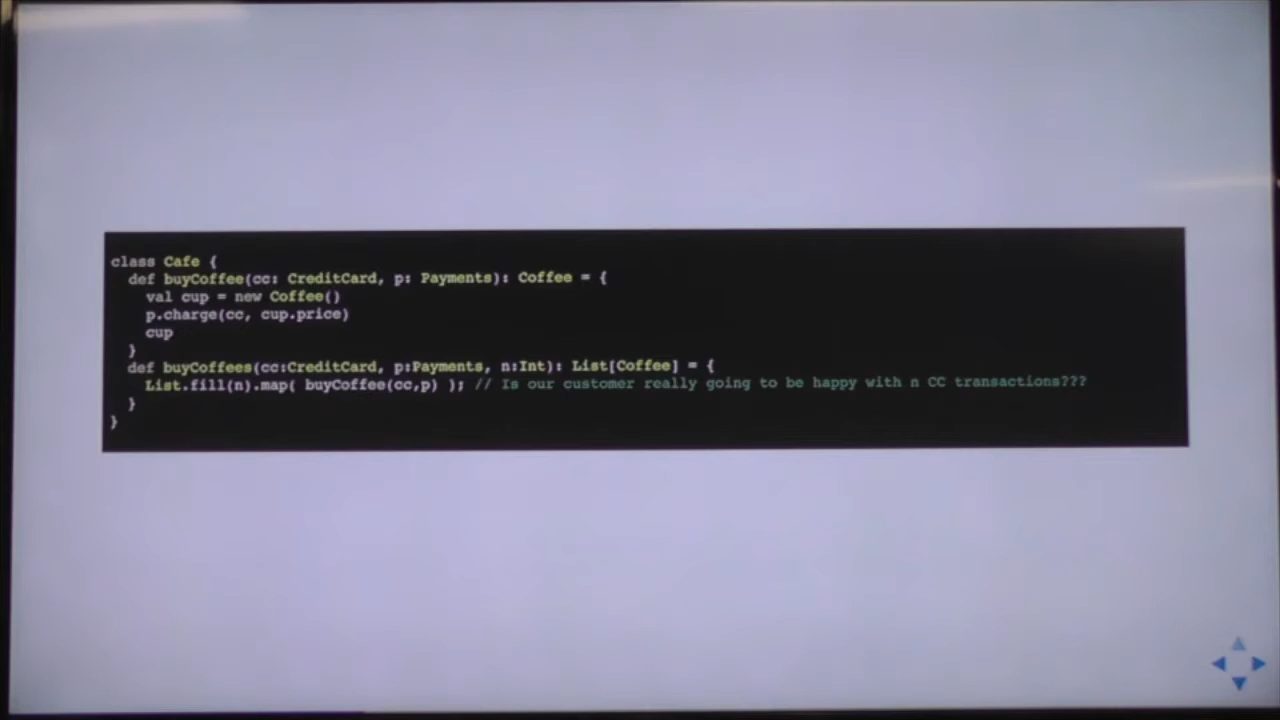 class Cafe {
def buyCoffee(cc: CreditCard, p: Payments): Coffee = {
val cup = new Coffee()
p.charge(cc, cup.price)
cup
}
def buyCoffees(cc:CreditCard, p:Payments, n:Int): List[Coffee] = {
List.fill(n).map( buyCoffee(cc,p) ); // Is our customer really going to be happy with n CC transactions???
}
}